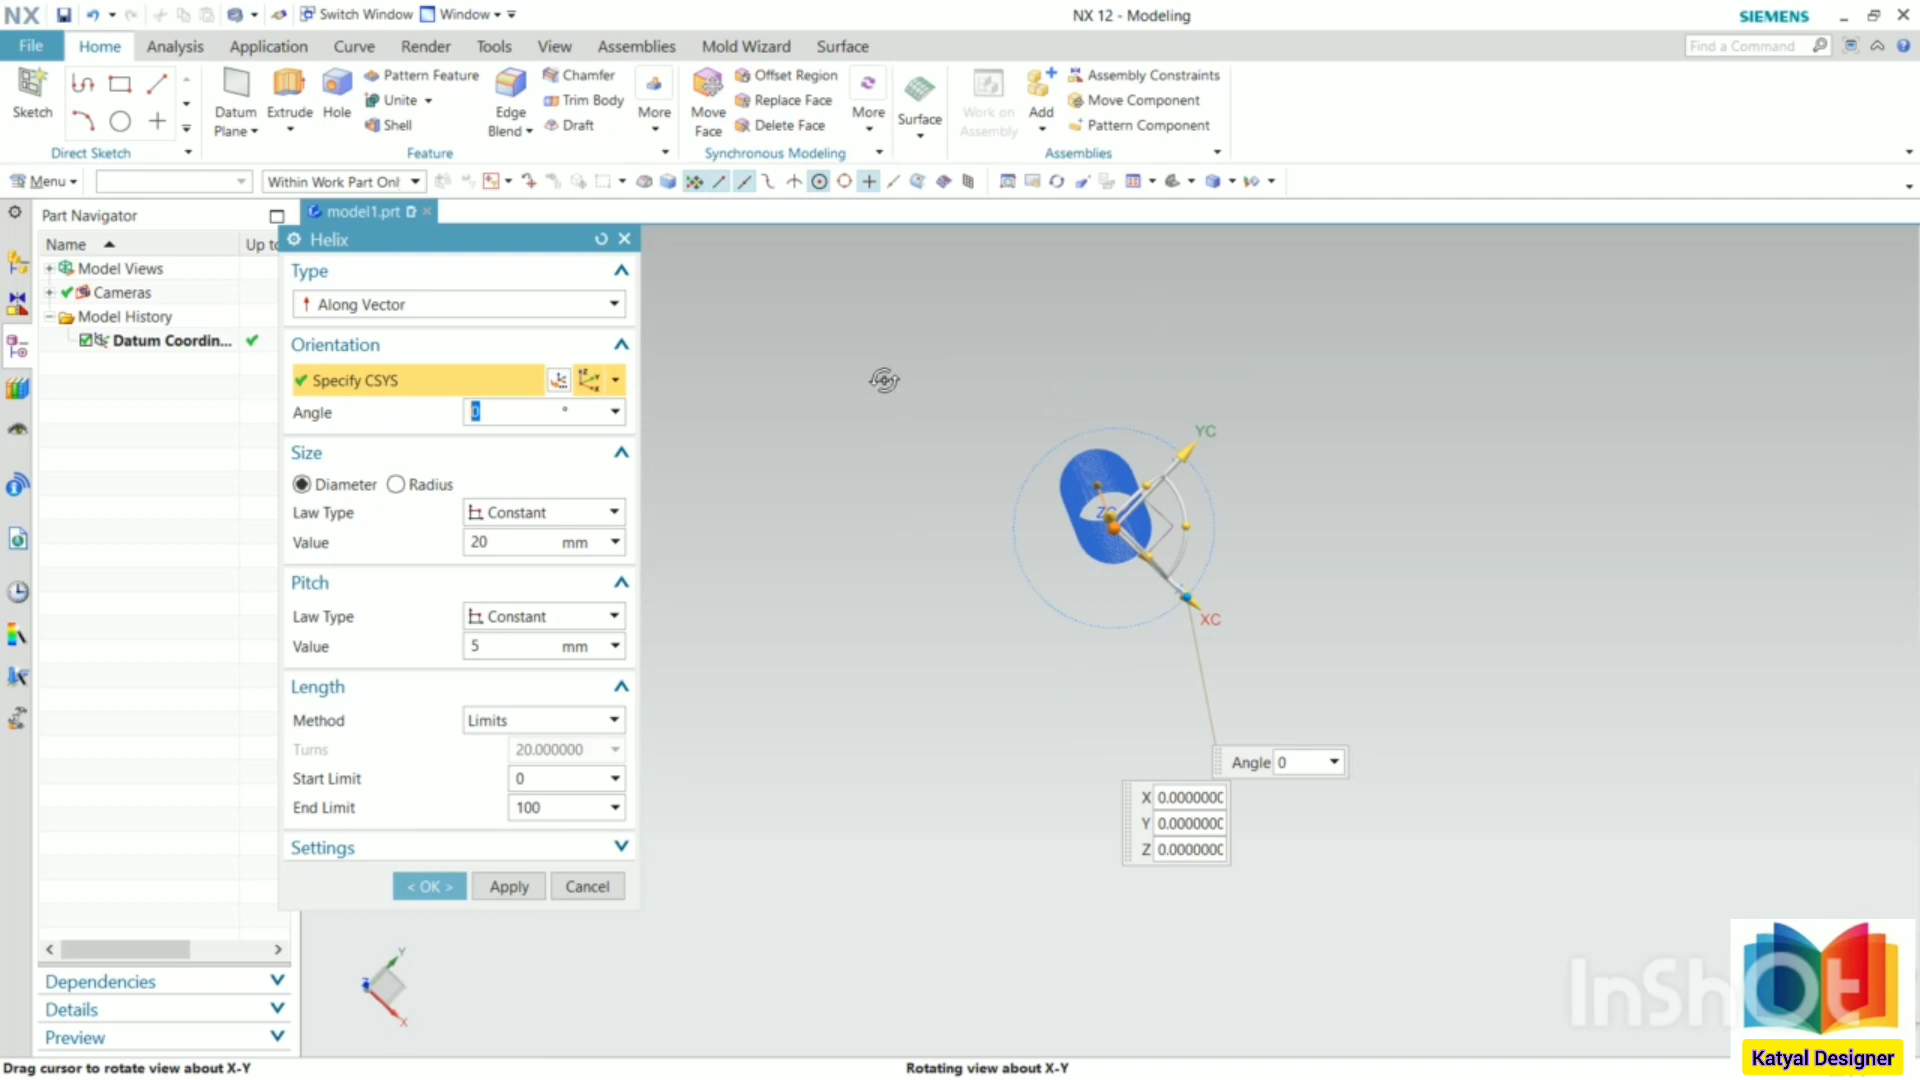 NX
Switch Window
Window
NX 12 - Modeling
SIEMENS
File
Home
Analysis
Application
Curve
Render
Tools
View
Assemblies
Mold Wizard
Surface
Find a Command
Sketch
Direct Sketch
Datum Plane
Extrude
Hole
Pattern Feature
Unite
Shell
Edge Blend
Chamfer
Trim Body
Draft
More
Feature
Move Face
Offset Region
Replace Face
Delete Face
More
Synchronous Modeling
Surface
Work on Assembly
Add
Assembly Constraints
Move Component
Pattern Component
Assemblies
Menu
Within Work Part Onl
Part Navigator
model1.prt
Name
Up to
Model Views
Cameras
Model History
Datum Coordin...
Helix
Type
Along Vector
Orientation
Specify CSYS
Angle 0 °
Size
Diameter Radius
Law Type Constant
Value 20 mm
Pitch
Law Type Constant
Value 5 mm
Length
Method Limits
Turns 20.000000
Start Limit 0
End Limit 100
Settings
< OK > Apply Cancel
YC
XC
Angle 0
X 0.0000000
Y 0.0000000
Z 0.0000000
Y
X
Dependencies
Details
Preview
InShOt
Katyal Designer
Drag cursor to rotate view about X-Y
Rotating view about X-Y